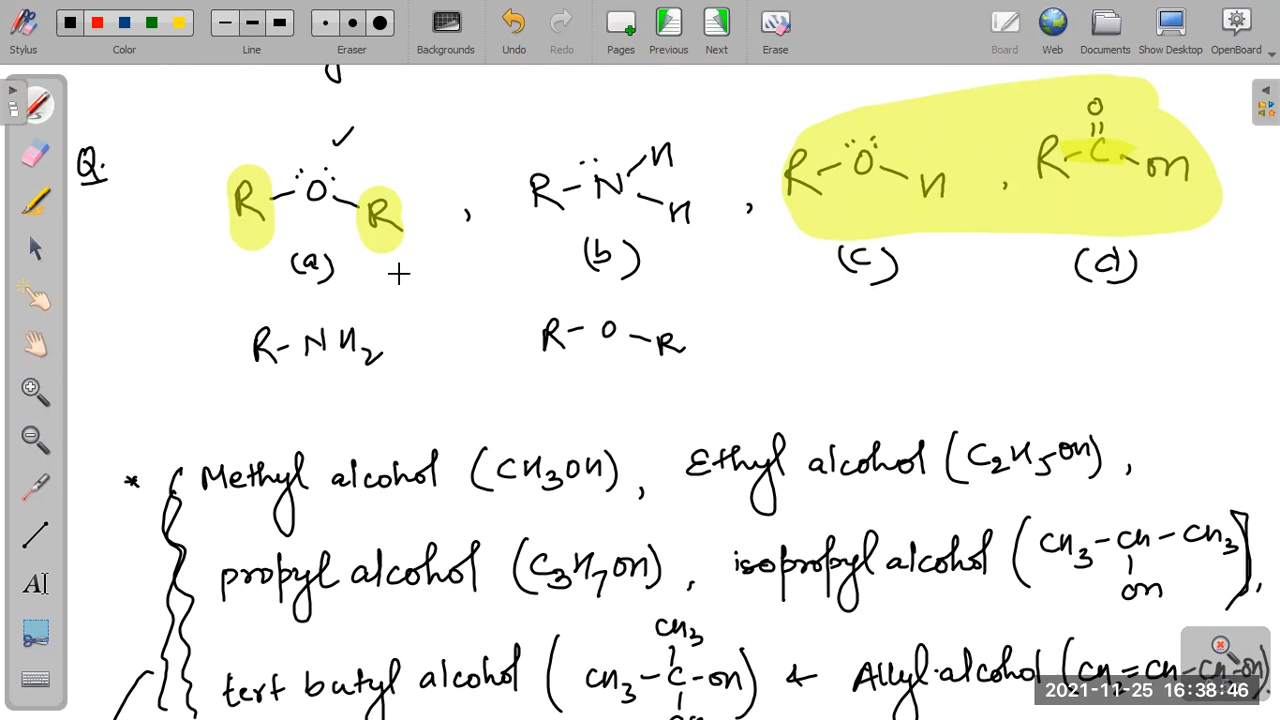 Stylus Color Line Eraser Backgrounds Undo Redo Pages Previous Next Erase Board Web Documents Show Desktop OpenBoard
Q. R-O-R , R-N-H , R-O-H , R-C-OH
H O
(a) (b) (c) (d)
R-NH2 R-O-R
* Methyl alcohol (CH3OH), Ethyl alcohol (C2H5OH),
propyl alcohol (C3H7OH), isopropyl alcohol (CH3-CH-CH3),
OH
CH3
tert butyl alcohol (CH3-C-OH) & Allyl alcohol (CH2=CH-CH2OH).
2021-11-25 16:38:46